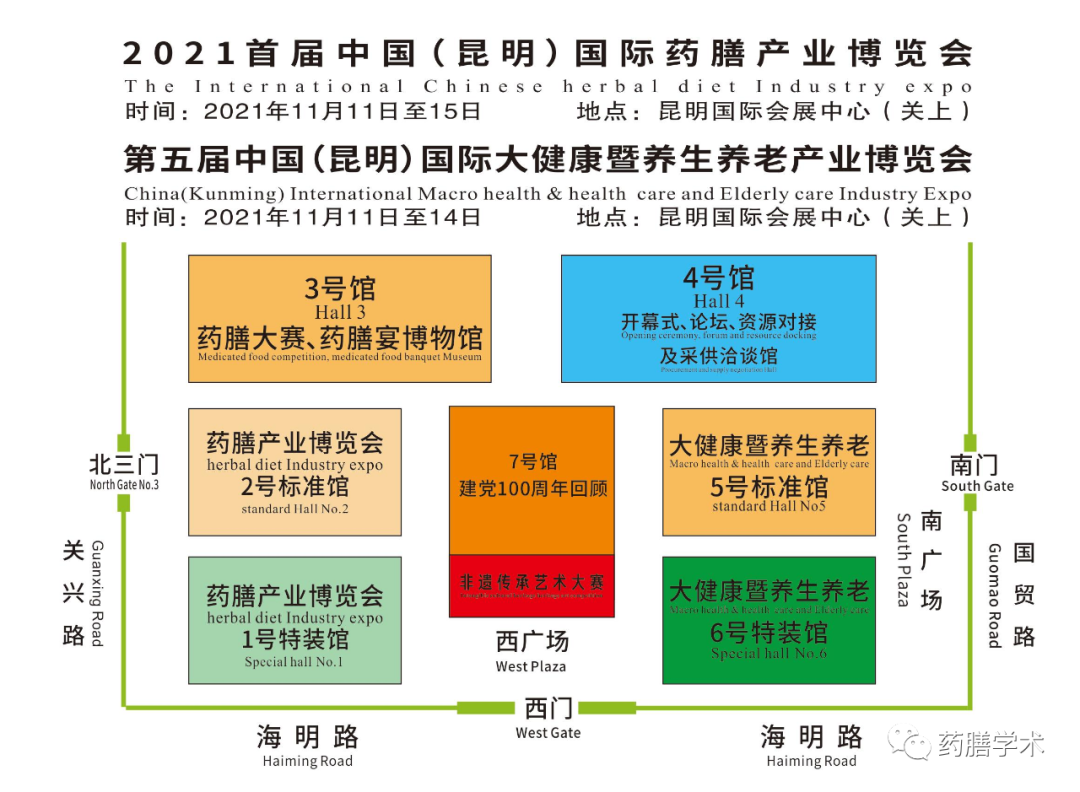 2021首届中国（昆明）国际药膳产业博览会
The International Chinese herbal diet Industry expo
时间：2021年11月11日至15日 地点：昆明国际会展中心（关上）
第五届中国（昆明）国际大健康暨养生养老产业博览会
China(Kunming) International Macro health & health care and Elderly care Industry Expo
时间：2021年11月11日至14日 地点：昆明国际会展中心（关上）
3号馆
Hall 3
药膳大赛、药膳宴博物馆
Medicated food competition, medicated food banquet Museum
4号馆
Hall 4
开幕式、论坛、资源对接
Opening ceremony, forum and resource docking
及采供洽谈馆
Procurement and supply negotiation Hall
药膳产业博览会
herbal diet Industry expo
2号标准馆
standard Hall No.2
7号馆
建党100周年回顾
大健康暨养生养老
Macro health & health care and Elderly care
5号标准馆
standard Hall No5
北三门
North Gate No.3
南门
South Gate
关兴路
Guanxing Road
药膳产业博览会
herbal diet Industry expo
1号特装馆
Special hall No.1
非遗传承艺术大赛
西广场
West Plaza
大健康暨养生养老
Macro health & health care and Elderly care
6号特装馆
Special hall No.6
南广场
South Plaza
国贸路
Guomao Road
西门
West Gate
海明路
Haiming Road
海明路
Haiming Road
药膳学术